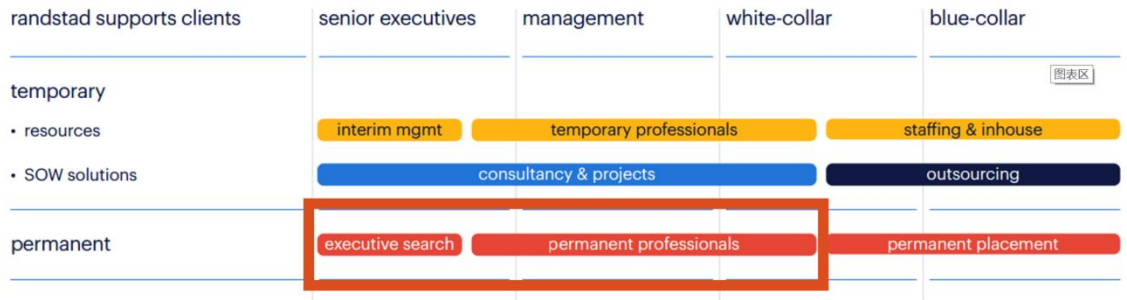 randstad supports clients senior executives management white-collar blue-collar
图表区
temporary
• resources interim mgmt temporary professionals staffing & inhouse
• SOW solutions consultancy & projects outsourcing
permanent executive search permanent professionals permanent placement